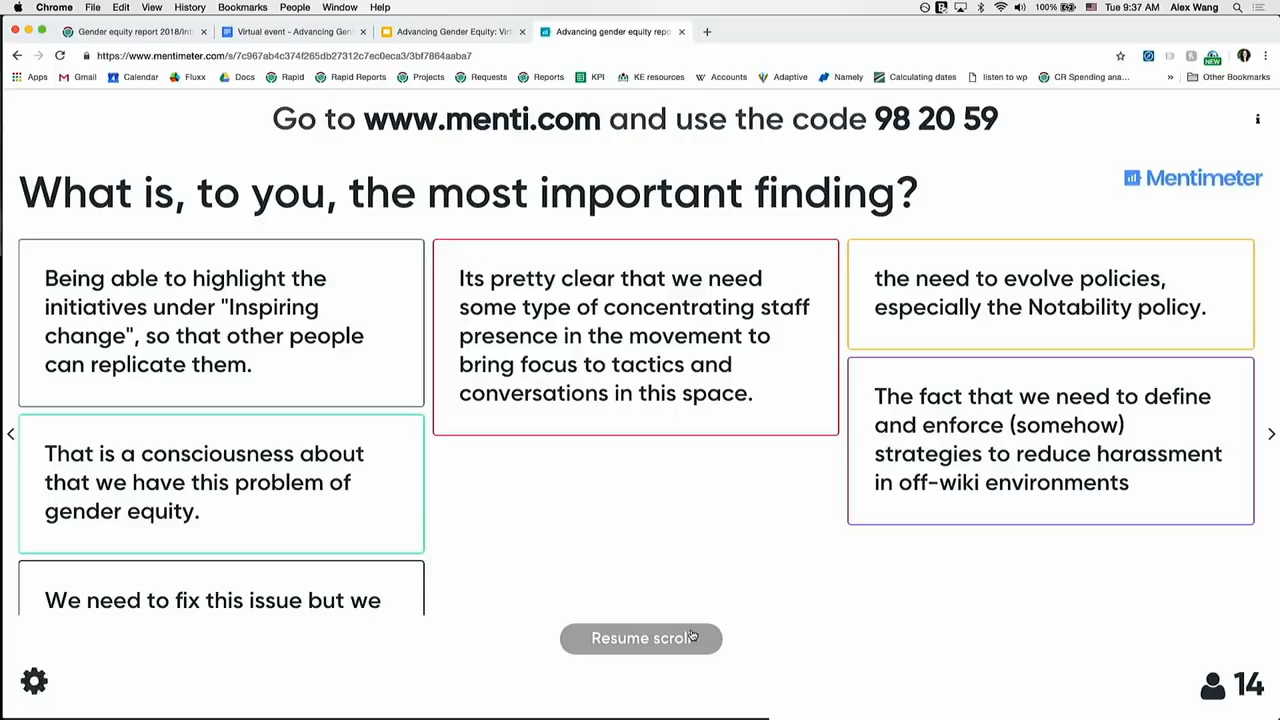 Chrome File Edit View History Bookmarks People Window Help 100% Tue 9:37 AM Alex Wang
Gender equity report 2018/Int Virtual event - Advancing Gen Advancing Gender Equity: Virt Advancing gender equity repo
https://www.mentimeter.com/s/7c967ab4c374f265db27312c7ec0eca3/3bf7864aaba7 NEW
Apps Gmail Calendar Fluxx Docs Rapid Rapid Reports Projects Requests Reports KPI KE resources Accounts Adaptive Namely Calculating dates listen to wp CR Spending ana... » Other Bookmarks
Go to www.menti.com and use the code 98 20 59
What is, to you, the most important finding?
Mentimeter
Being able to highlight the
initiatives under "Inspiring
change", so that other people
can replicate them.
That is a consciousness about
that we have this problem of
gender equity.
We need to fix this issue but we
Its pretty clear that we need
some type of concentrating staff
presence in the movement to
bring focus to tactics and
conversations in this space.
the need to evolve policies,
especially the Notability policy.
The fact that we need to define
and enforce (somehow)
strategies to reduce harassment
in off-wiki environments
Resume scroll
14